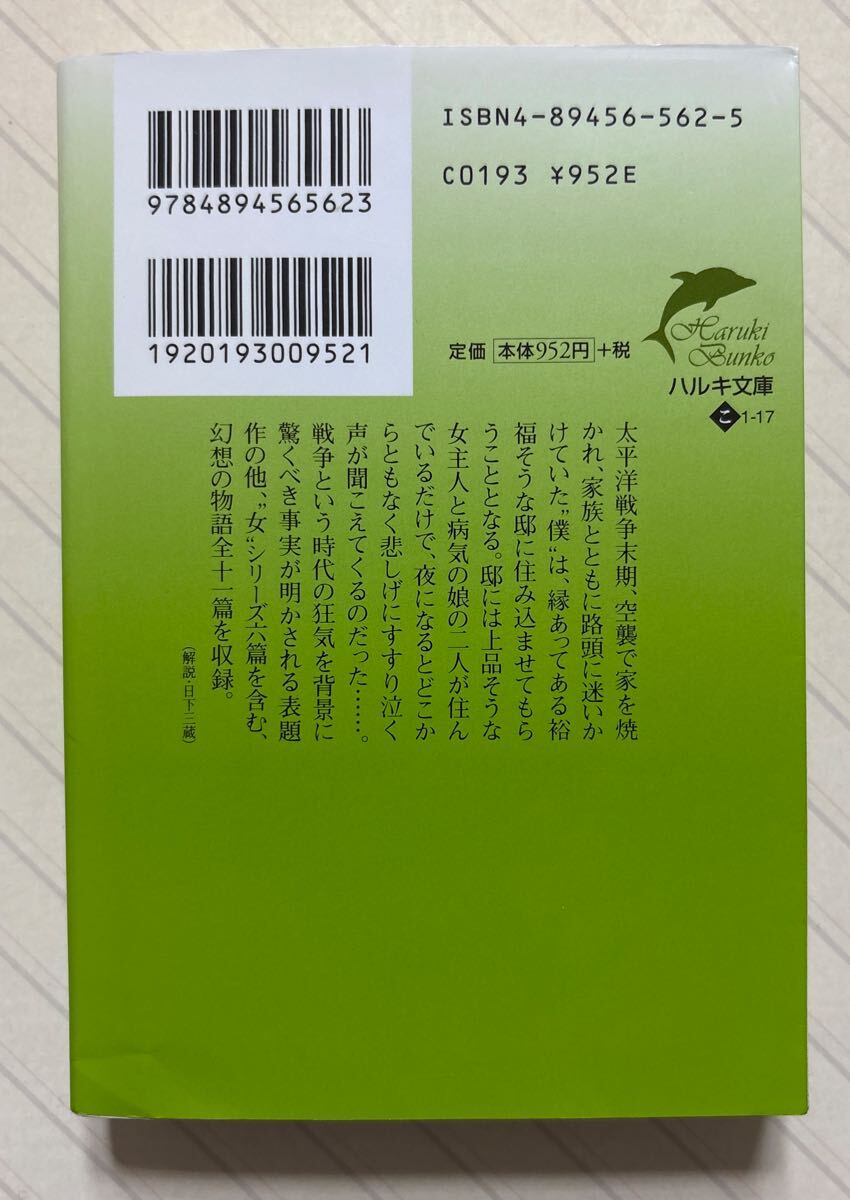 ISBN4-89456-562-5
9784894565623
C0193 ¥952E
1920193009521
定価 本体952円+税
Haruki
Bunko
ハルキ文庫
こ 1-17
太平洋戦争末期、空襲で家を焼
かれ、家族とともに路頭に迷いか
けていた”僕“は、縁あってある裕
福そうな邸に住み込ませてもら
うこととなる。邸には上品そうな
女主人と病気の娘の二人が住ん
でいるだけで、夜になるとどこか
らともなく悲しげにすすり泣く
声が聞こえてくるのだった……。
戦争という時代の狂気を背景に
驚くべき事実が明かされる表題
作の他、”女“シリーズ六篇を含む、
幻想の物語全十一篇を収録。
（解説・日下三蔵）